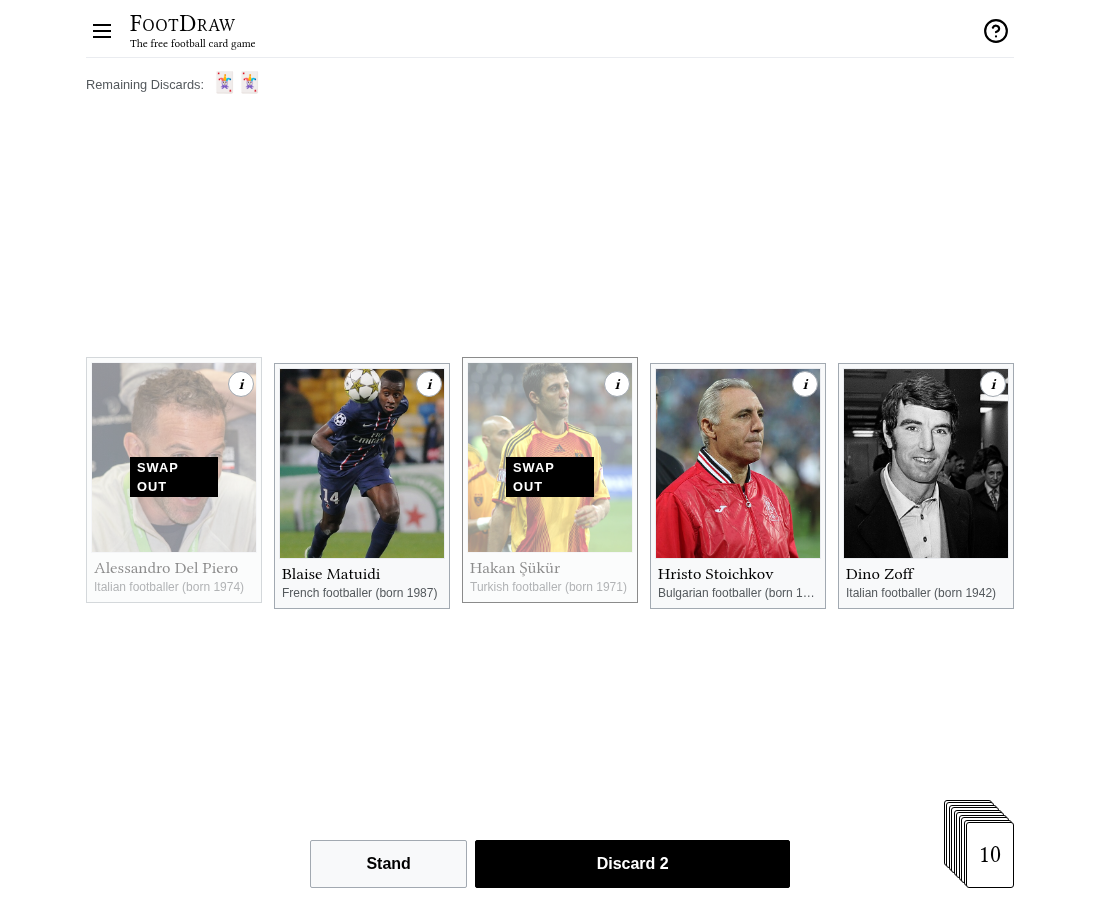 FootDraw
The free football card game
Remaining Discards:
i
i
i
i
i
SWAP
OUT
14
SWAP
OUT
Alessandro Del Piero
Italian footballer (born 1974)
Blaise Matuidi
French footballer (born 1987)
Hakan Şükür
Turkish footballer (born 1971)
Hristo Stoichkov
Bulgarian footballer (born 1…
Dino Zoff
Italian footballer (born 1942)
Stand
Discard 2
10